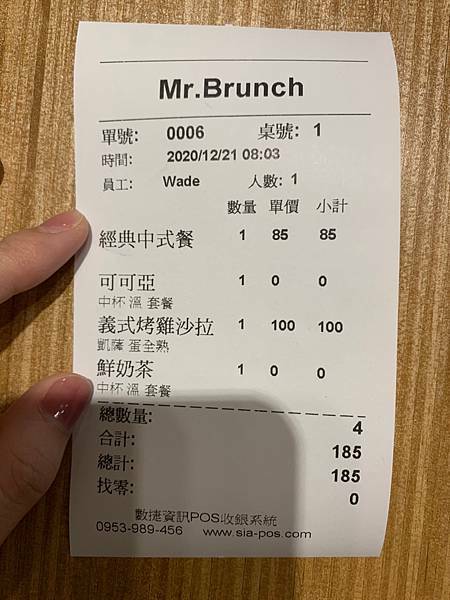 Mr.Brunch
單號: 0006 桌號: 1
時間: 2020/12/21 08:03
員工: Wade 人數: 1
數量 單價 小計
經典中式餐 1 85 85
可可亞 1 0 0
中杯 溫 套餐
義式烤雞沙拉 1 100 100
凱薩 蛋全熟
鮮奶茶 1 0 0
中杯 溫 套餐
總數量: 4
合計: 185
總計: 185
找零: 0
數捷資訊POS收銀系統
0953-989-456 www.sia-pos.com